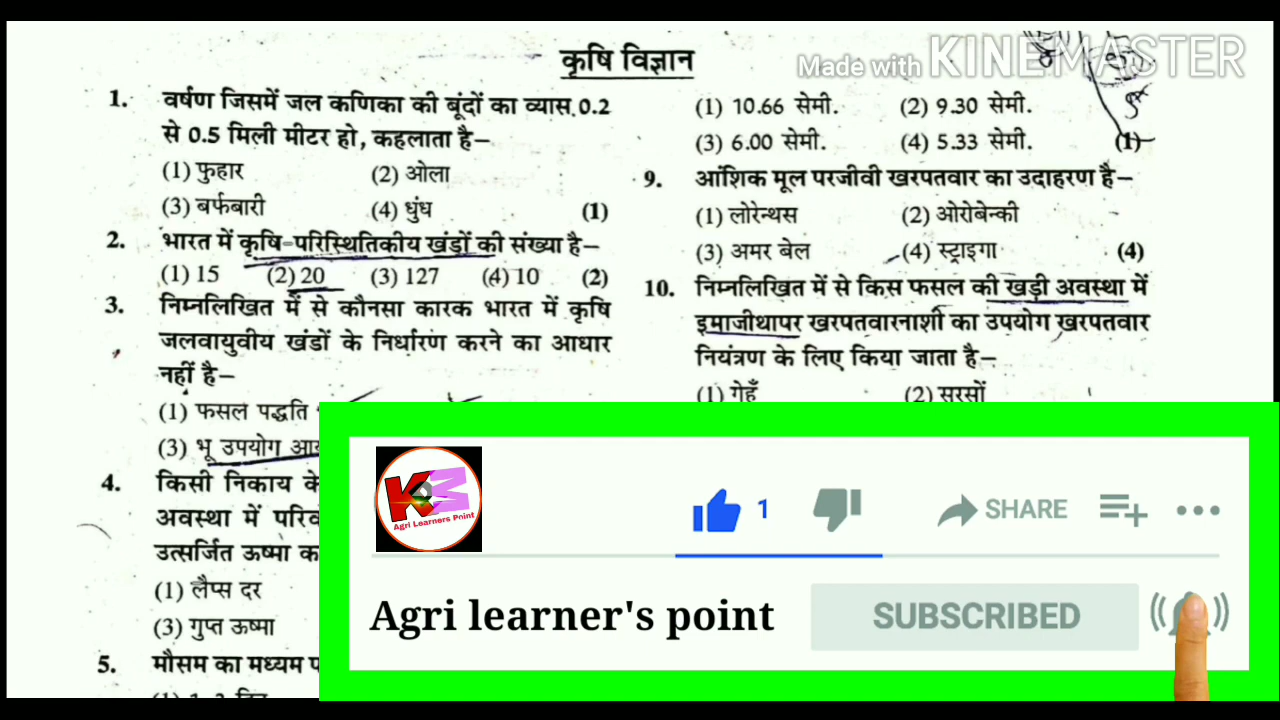 कृषि विज्ञान
Made with KINEMASTER
1. वर्षण जिसमें जल कणिका की बूंदों का व्यास 0.2
से 0.5 मिली मीटर हो, कहलाता है–
(1) फुहार (2) ओला
(3) बर्फबारी (4) धुंध (1)
2. भारत में कृषि-परिस्थितिकीय खंडों की संख्या है–
(1) 15 (2) 20 (3) 127 (4) 10 (2)
3. निम्नलिखित में से कौनसा कारक भारत में कृषि
जलवायुवीय खंडों के निर्धारण करने का आधार
नहीं है–
(1) फसल पद्धति
(3) भू उपयोग
4. किसी निकाय के
अवस्था में
उत्सर्जित ऊष्मा
(1) लैप्स दर
(3) गुप्त ऊष्मा
5. मौसम का मध्यम
(1) 10.66 सेमी. (2) 9.30 सेमी.
(3) 6.00 सेमी. (4) 5.33 सेमी. (1)
9. आंशिक मूल परजीवी खरपतवार का उदाहरण है–
(1) लोरेन्थस (2) ओरोबेन्की
(3) अमर बेल (4) स्ट्राइगा (4)
10. निम्नलिखित में से किस फसल की खड़ी अवस्था में
इमाजीथापर खरपतवारनाशी का उपयोग खरपतवार
नियंत्रण के लिए किया जाता है–
(1) गेहूँ (2) सरसों
Agri Learners Point
1 SHARE
Agri learner's point SUBSCRIBED